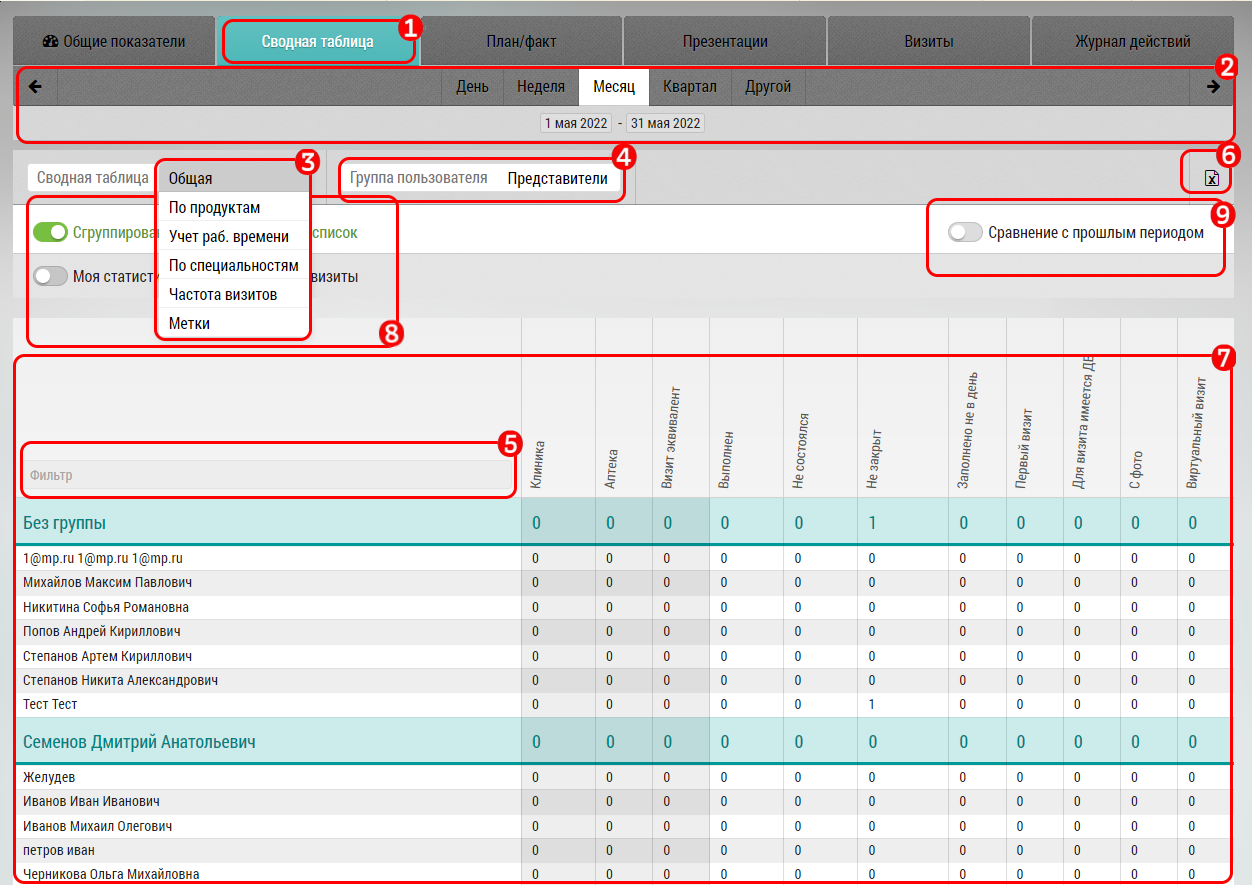 Общие показатели Сводная таблица План/факт Презентации Визиты Журнал действий
1
2
День Неделя Месяц Квартал Другой
1 мая 2022 - 31 мая 2022
3 4 6
Сводная таблица Общая Группа пользователя Представители
По продуктам
9
Учет раб. времени список Сравнение с прошлым периодом
По специальностям
Моя визиты
Частота визитов
Метки
8
7
Клиника Аптека Визит эквивалент Выполнен Не состоялся Не закрыт Заполнено не в день Первый визит Для визита имеется С фото Виртуальный визит
5
Фильтр
Без группы 0 0 0 0 0 1 0 0 0 0 0
1@mp.ru 1@mp.ru 1@mp.ru 0 0 0 0 0 0 0 0 0 0 0
Михайлов Максим Павлович 0 0 0 0 0 0 0 0 0 0 0
Никитина Софья Романовна 0 0 0 0 0 0 0 0 0 0 0
Попов Андрей Кириллович 0 0 0 0 0 0 0 0 0 0 0
Степанов Артем Кириллович 0 0 0 0 0 0 0 0 0 0 0
Степанов Никита Александрович 0 0 0 0 0 0 0 0 0 0 0
Тест Тест 0 0 0 0 0 1 0 0 0 0 0
Семенов Дмитрий Анатольевич 0 0 0 0 0 0 0 0 0 0 0
Желудев 0 0 0 0 0 0 0 0 0 0 0
Иванов Иван Иванович 0 0 0 0 0 0 0 0 0 0 0
Иванов Михаил Олегович 0 0 0 0 0 0 0 0 0 0 0
петров иван 0 0 0 0 0 0 0 0 0 0 0
Черникова Ольга Михайловна 0 0 0 0 0 0 0 0 0 0 0